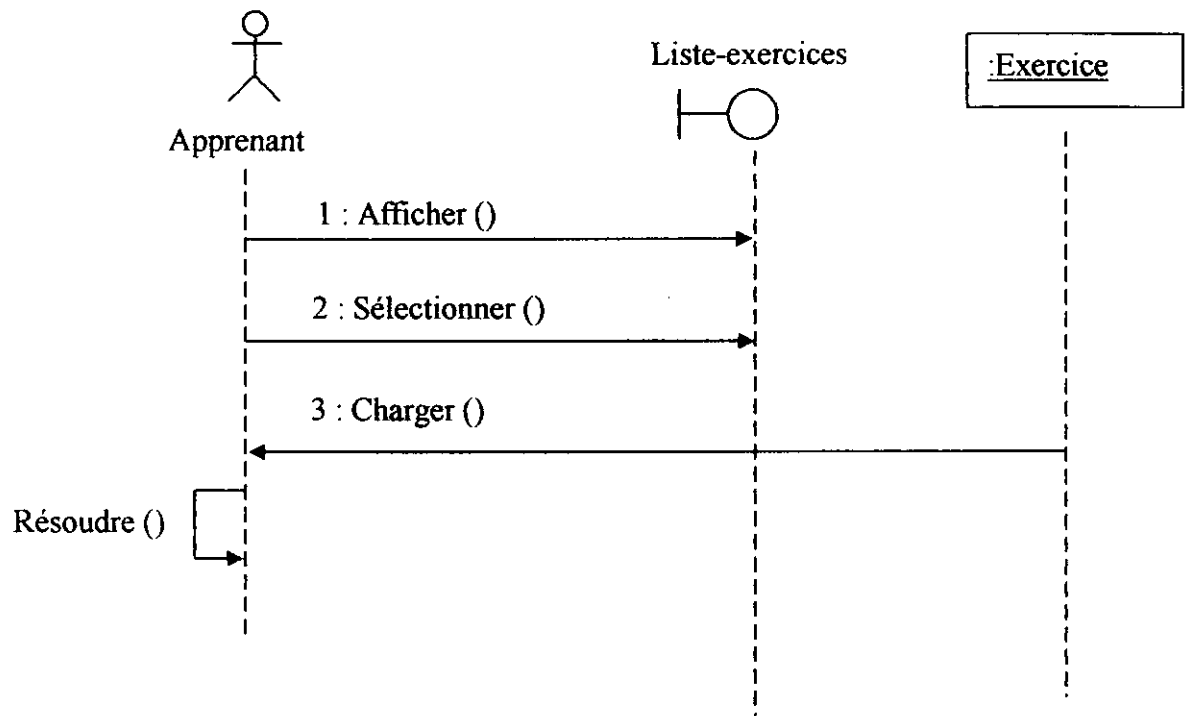 Liste-exercices
:Exercice
Apprenant
1 : Afficher ()
2 : Sélectionner ()
3 : Charger ()
Résoudre ()